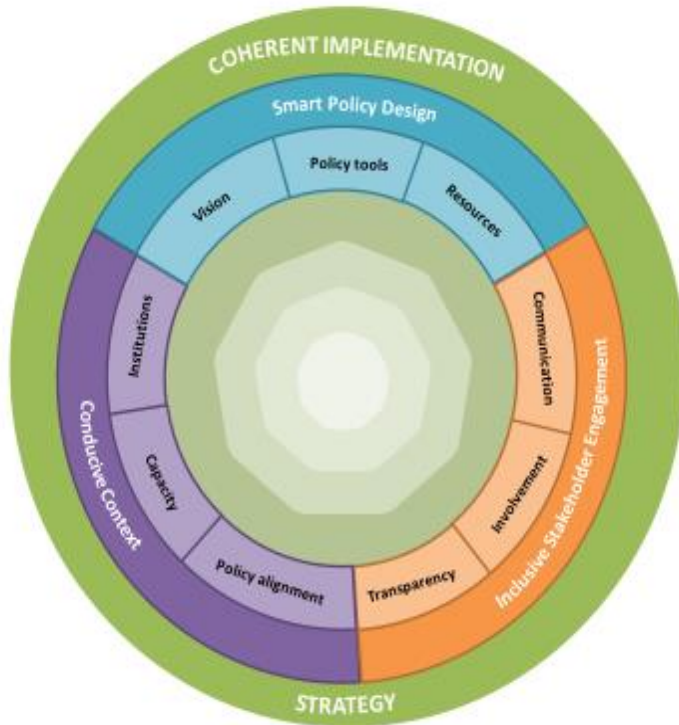 COHERENT IMPLEMENTATION
Smart Policy Design
Vision
Policy tools
Resources
Communication
Involvement
Transparency
Inclusive Stakeholder Engagement
Institutions
Capacity
Policy alignment
Conducive Context
STRATEGY